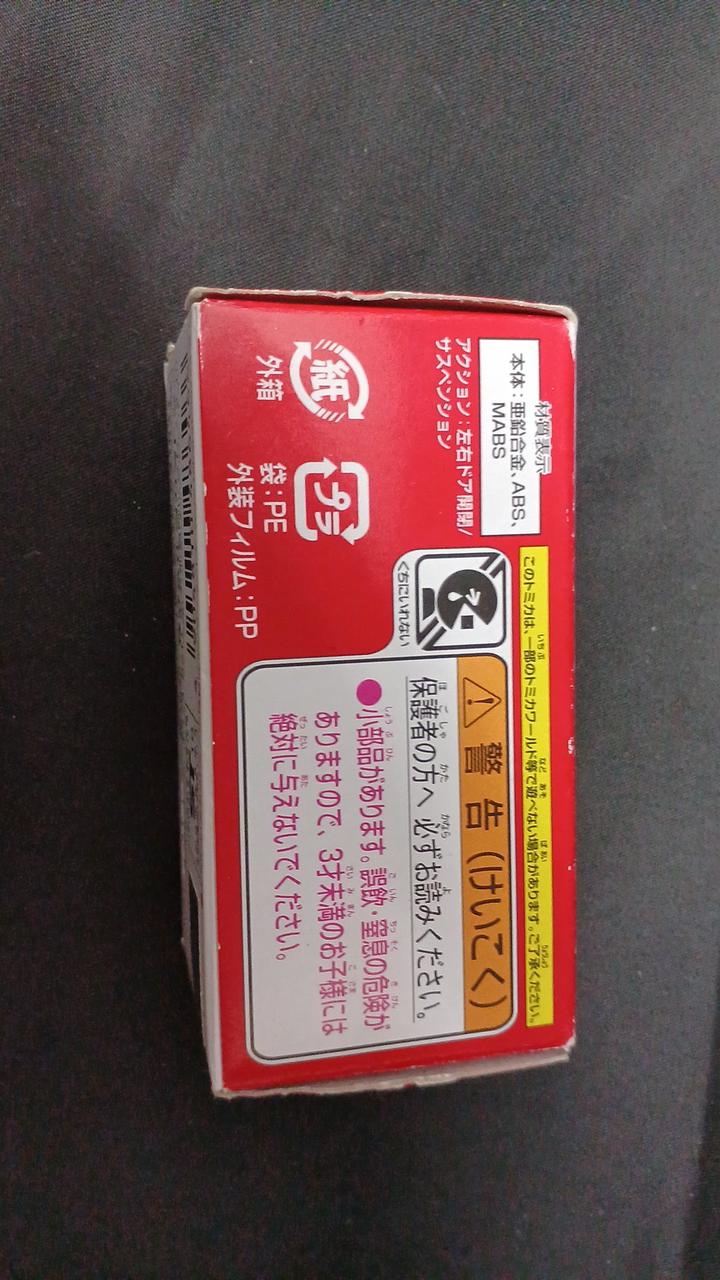 材質表示
本体：亜鉛合金、ABS、
MABS
アクション：左右ドア開閉/
サスペンション
紙
外箱
プラ
袋：PE
外装フィルム：PP
このトミカは、一部のトミカワールド等で遊べない場合があります。ご了承ください。
くちにいれない
警告（けいこく）
保護者の方へ 必ずお読みください。
●小部品があります。誤飲・窒息の危険が
ありますので、3才未満のお子様には
絶対に与えないでください。